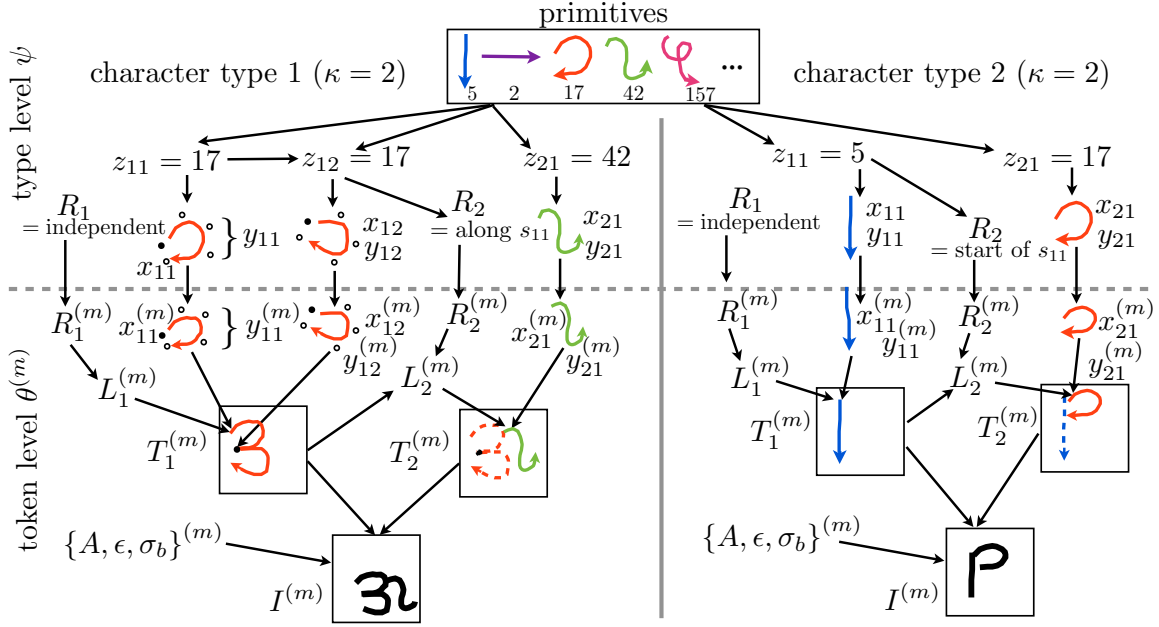 primitives
5 2 17 42 157 ...
type level ψ
character type 1 (κ = 2)
character type 2 (κ = 2)
z₁₁ = 17 z₁₂ = 17 z₂₁ = 42
z₁₁ = 5 z₂₁ = 17
R₁ = independent
x₁₁ } y₁₁
x₁₂ y₁₂
R₂ = along s₁₁
x₂₁ y₂₁
R₁ = independent
x₁₁ y₁₁
R₂ = start of s₁₁
x₂₁ y₂₁
token level θ⁽ᵐ⁾
R₁⁽ᵐ⁾ x₁₁⁽ᵐ⁾ } y₁₁⁽ᵐ⁾ x₁₂⁽ᵐ⁾ y₁₂⁽ᵐ⁾ R₂⁽ᵐ⁾ x₂₁⁽ᵐ⁾ y₂₁⁽ᵐ⁾
R₁⁽ᵐ⁾ x₁₁⁽ᵐ⁾ y₁₁⁽ᵐ⁾ R₂⁽ᵐ⁾ x₂₁⁽ᵐ⁾ y₂₁⁽ᵐ⁾
L₁⁽ᵐ⁾ L₂⁽ᵐ⁾
L₁⁽ᵐ⁾ L₂⁽ᵐ⁾
T₁⁽ᵐ⁾ T₂⁽ᵐ⁾
T₁⁽ᵐ⁾ T₂⁽ᵐ⁾
{A, ϵ, σ_b}⁽ᵐ⁾
I⁽ᵐ⁾
{A, ϵ, σ_b}⁽ᵐ⁾
I⁽ᵐ⁾